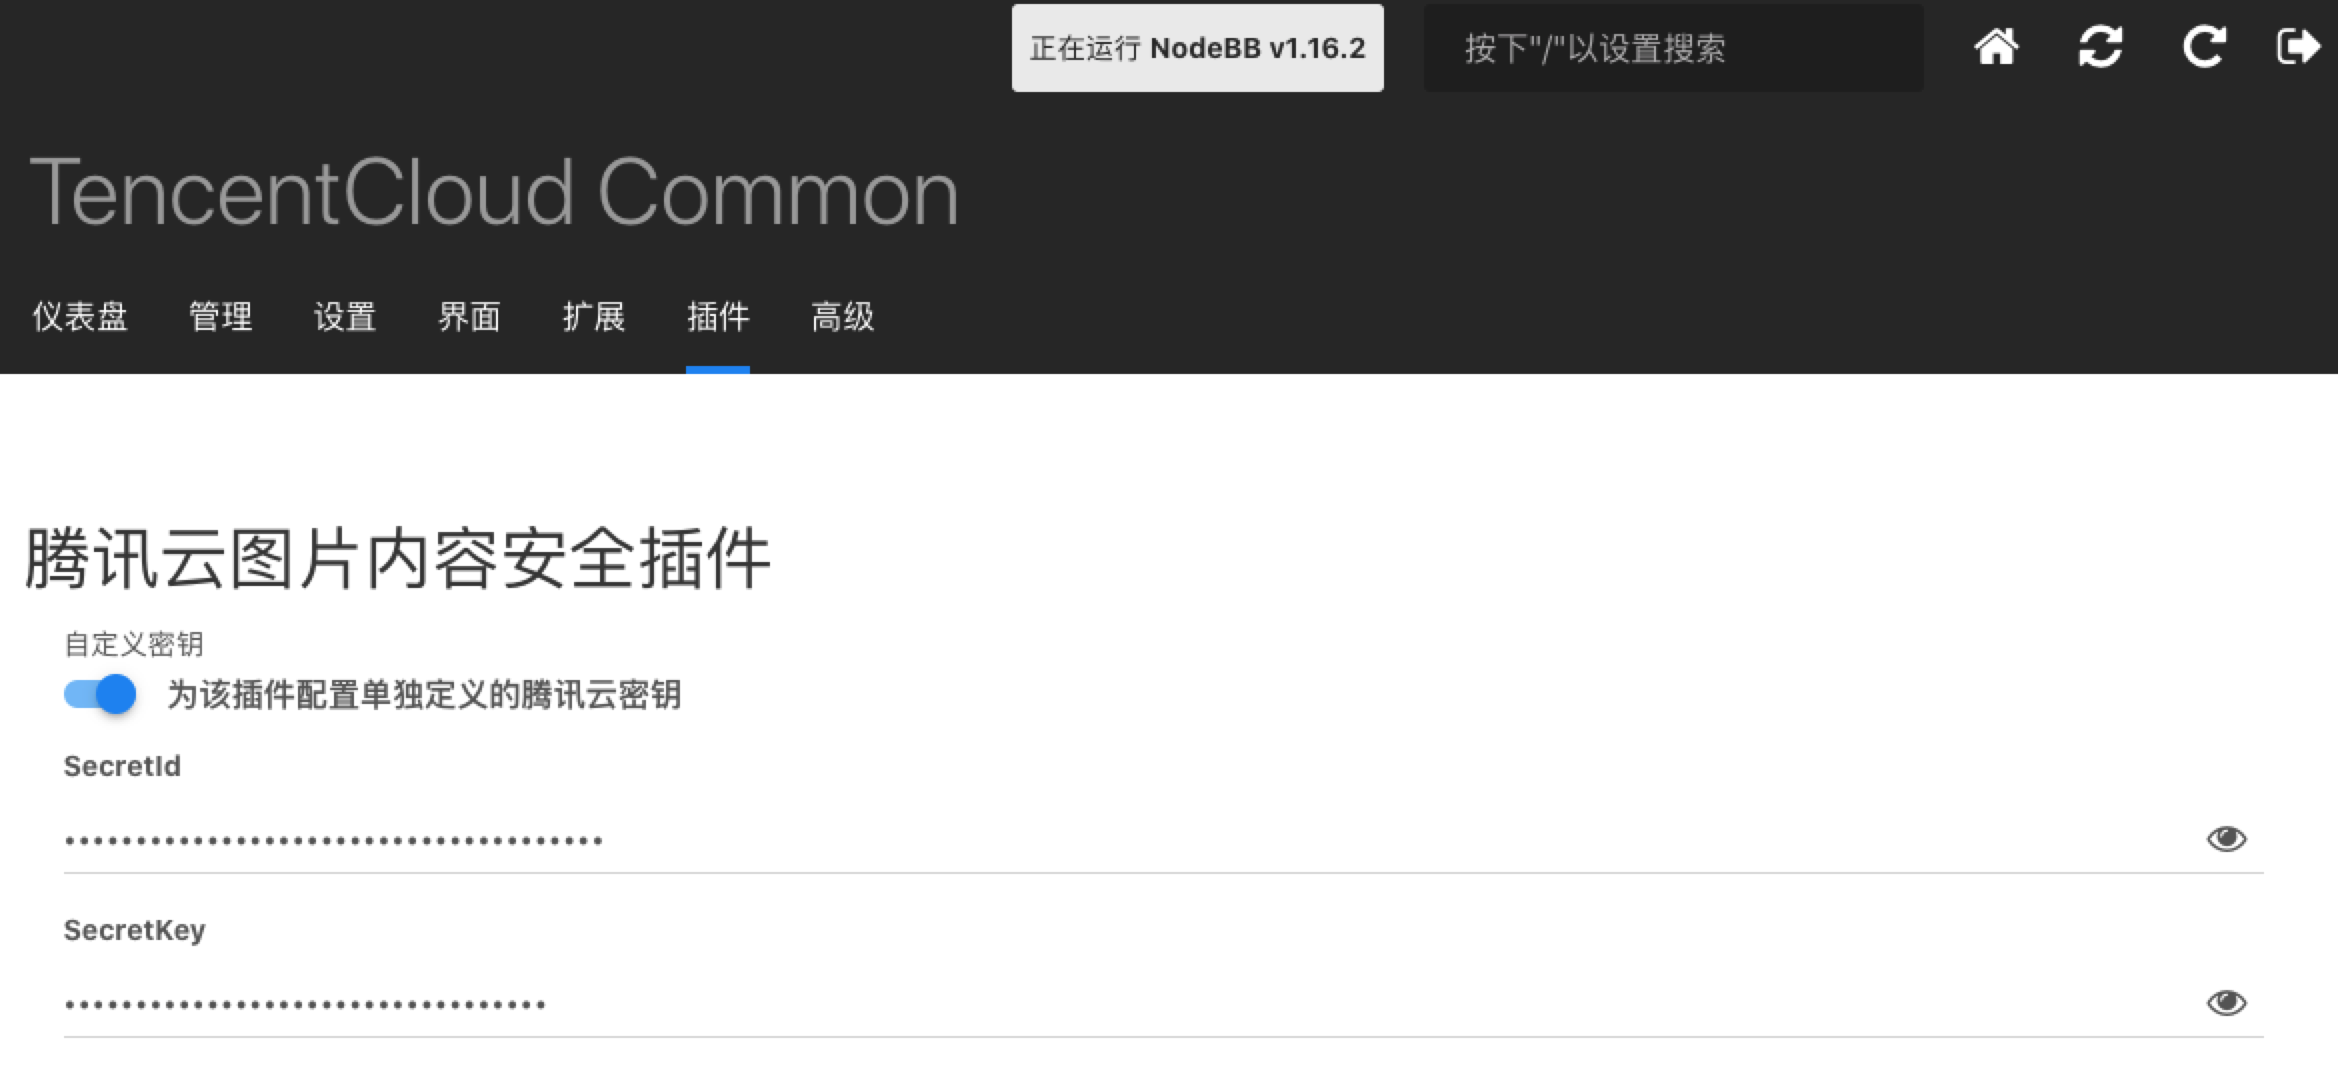 正在运行 NodeBB v1.16.2
按下"/"以设置搜索
TencentCloud Common
仪表盘 管理 设置 界面 扩展 插件 高级
腾讯云图片内容安全插件
自定义密钥
为该插件配置单独定义的腾讯云密钥
SecretId
••••••••••••••••••••••••••••••••••••••
SecretKey
••••••••••••••••••••••••••••••••••